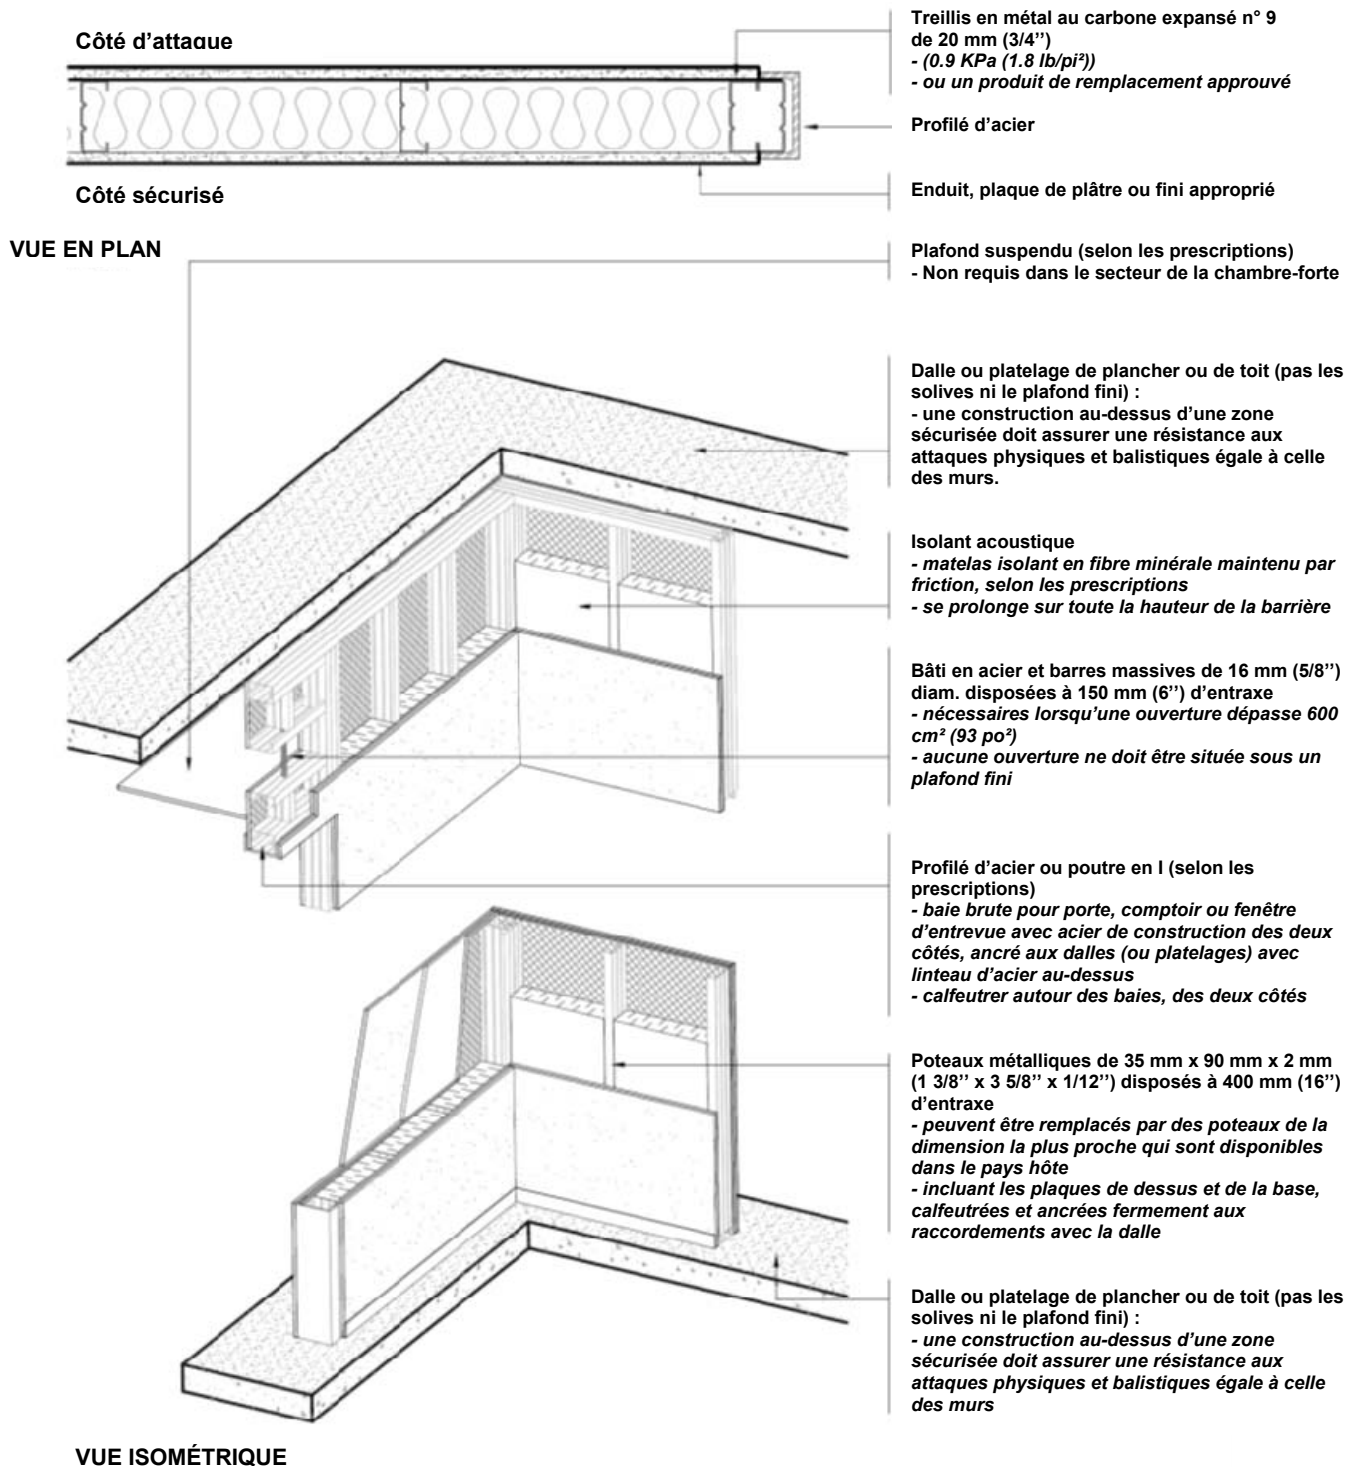 Côté d'attaque
Treillis en métal au carbone expansé n° 9
de 20 mm (3/4’’)
- (0.9 KPa (1.8 lb/pi²))
- ou un produit de remplacement approuvé
Profilé d’acier
Côté sécurisé
Enduit, plaque de plâtre ou fini approprié
VUE EN PLAN
Plafond suspendu (selon les prescriptions)
- Non requis dans le secteur de la chambre-forte
Dalle ou platelage de plancher ou de toit (pas les
solives ni le plafond fini) :
- une construction au-dessus d’une zone
sécurisée doit assurer une résistance aux
attaques physiques et balistiques égale à celle
des murs.
Isolant acoustique
- matelas isolant en fibre minérale maintenu par
friction, selon les prescriptions
- se prolonge sur toute la hauteur de la barrière
Bâti en acier et barres massives de 16 mm (5/8’’)
diam. disposées à 150 mm (6’’) d’entraxe
- nécessaires lorsqu’une ouverture dépasse 600
cm² (93 po²)
- aucune ouverture ne doit être située sous un
plafond fini
Profilé d’acier ou poutre en I (selon les
prescriptions)
- baie brute pour porte, comptoir ou fenêtre
d’entrevue avec acier de construction des deux
côtés, ancré aux dalles (ou platelages) avec
linteau d’acier au-dessus
- calfeutrer autour des baies, des deux côtés
Poteaux métalliques de 35 mm x 90 mm x 2 mm
(1 3/8’’ x 3 5/8’’ x 1/12’’) disposés à 400 mm (16’’)
d’entraxe
- peuvent être remplacés par des poteaux de la
dimension la plus proche qui sont disponibles
dans le pays hôte
- incluant les plaques de dessus et de la base,
calfeutrées et ancrées fermement aux
raccordements avec la dalle
Dalle ou platelage de plancher ou de toit (pas les
solives ni le plafond fini) :
- une construction au-dessus d’une zone
sécurisée doit assurer une résistance aux
attaques physiques et balistiques égale à celle
des murs
VUE ISOMÉTRIQUE